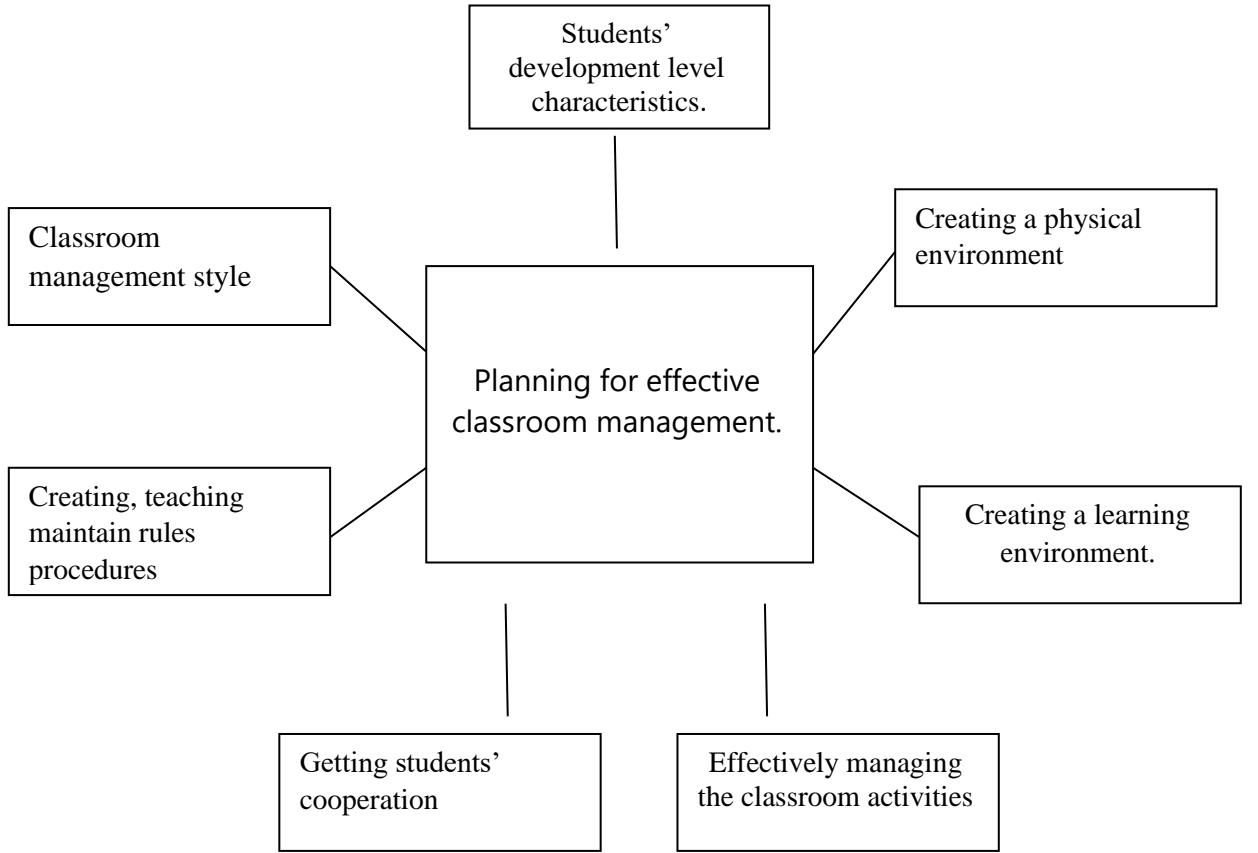 Students’
development level
characteristics.
Classroom
management style
Creating a physical
environment
Planning for effective
classroom management.
Creating, teaching
maintain rules
procedures
Creating a learning
environment.
Getting students’
cooperation
Effectively managing
the classroom activities